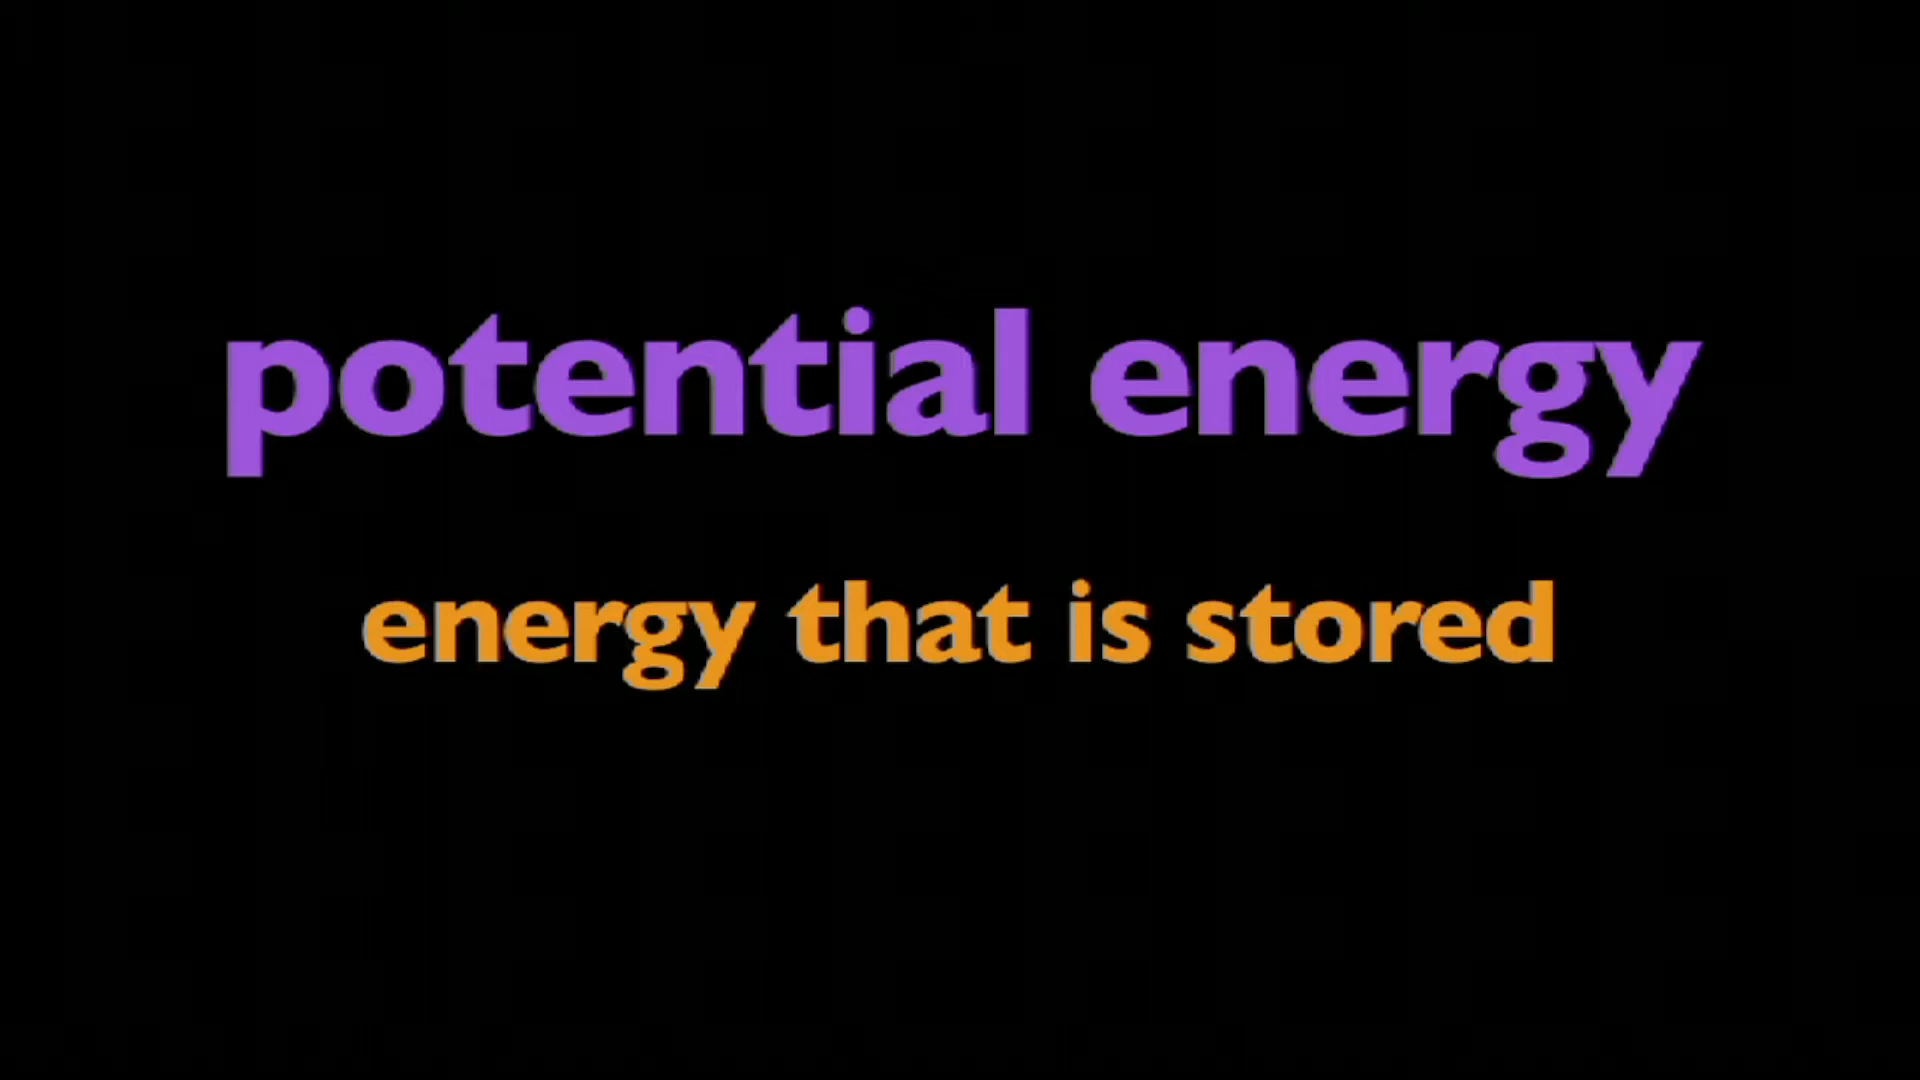 potential energy
energy that is stored